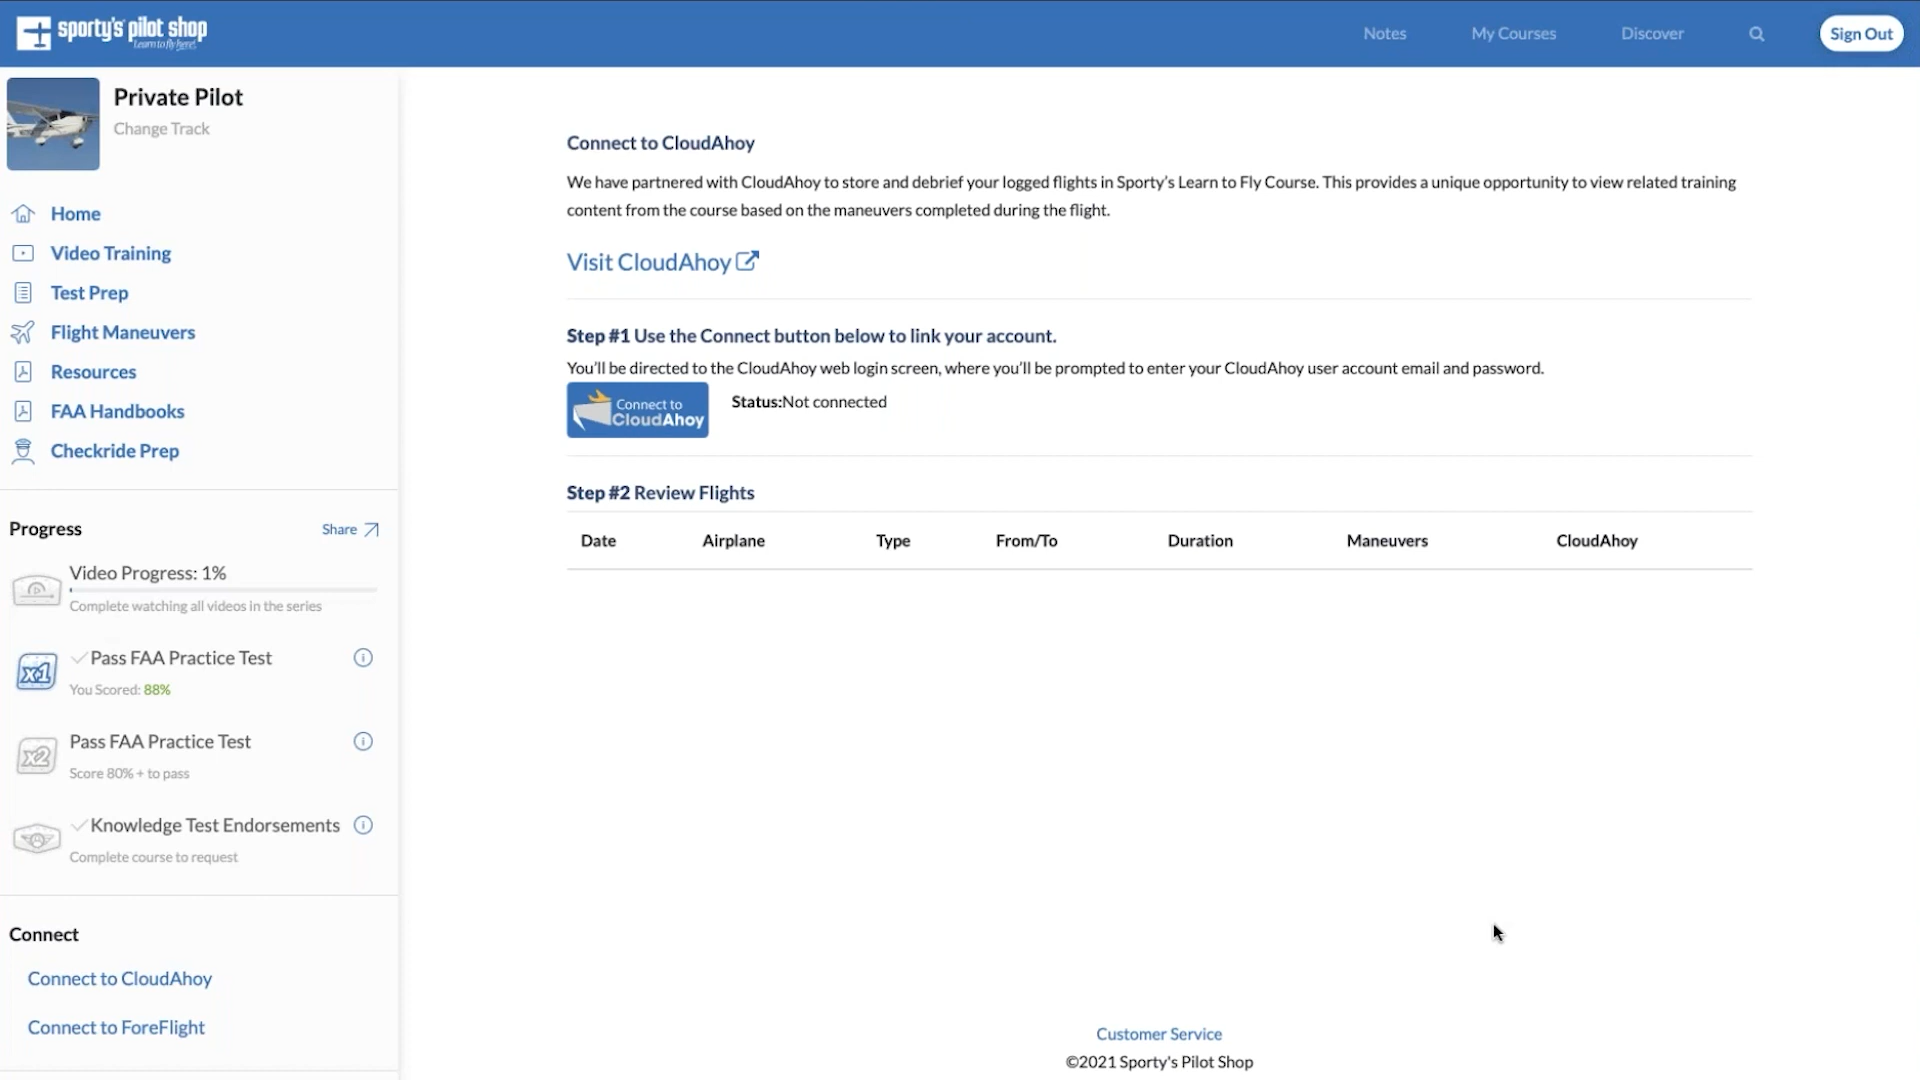 sporty's pilot shop
Learn to fly here!
Notes
My Courses
Discover
Sign Out
Private Pilot
Change Track
Home
Video Training
Test Prep
Flight Maneuvers
Resources
FAA Handbooks
Checkride Prep
Progress
Share
Video Progress: 1%
Complete watching all videos in the series
x1
Pass FAA Practice Test
You Scored: 88%
x2
Pass FAA Practice Test
Score 80% + to pass
Knowledge Test Endorsements
Complete course to request
Connect
Connect to CloudAhoy
Connect to ForeFlight
Connect to CloudAhoy
We have partnered with CloudAhoy to store and debrief your logged flights in Sporty's Learn to Fly Course. This provides a unique opportunity to view related training
content from the course based on the maneuvers completed during the flight.
Visit CloudAhoy
Step #1 Use the Connect button below to link your account.
You'll be directed to the CloudAhoy web login screen, where you'll be prompted to enter your CloudAhoy user account email and password.
Connect to
CloudAhoy
Status:Not connected
Step #2 Review Flights
Date Airplane Type From/To Duration Maneuvers CloudAhoy
Customer Service
©2021 Sporty's Pilot Shop